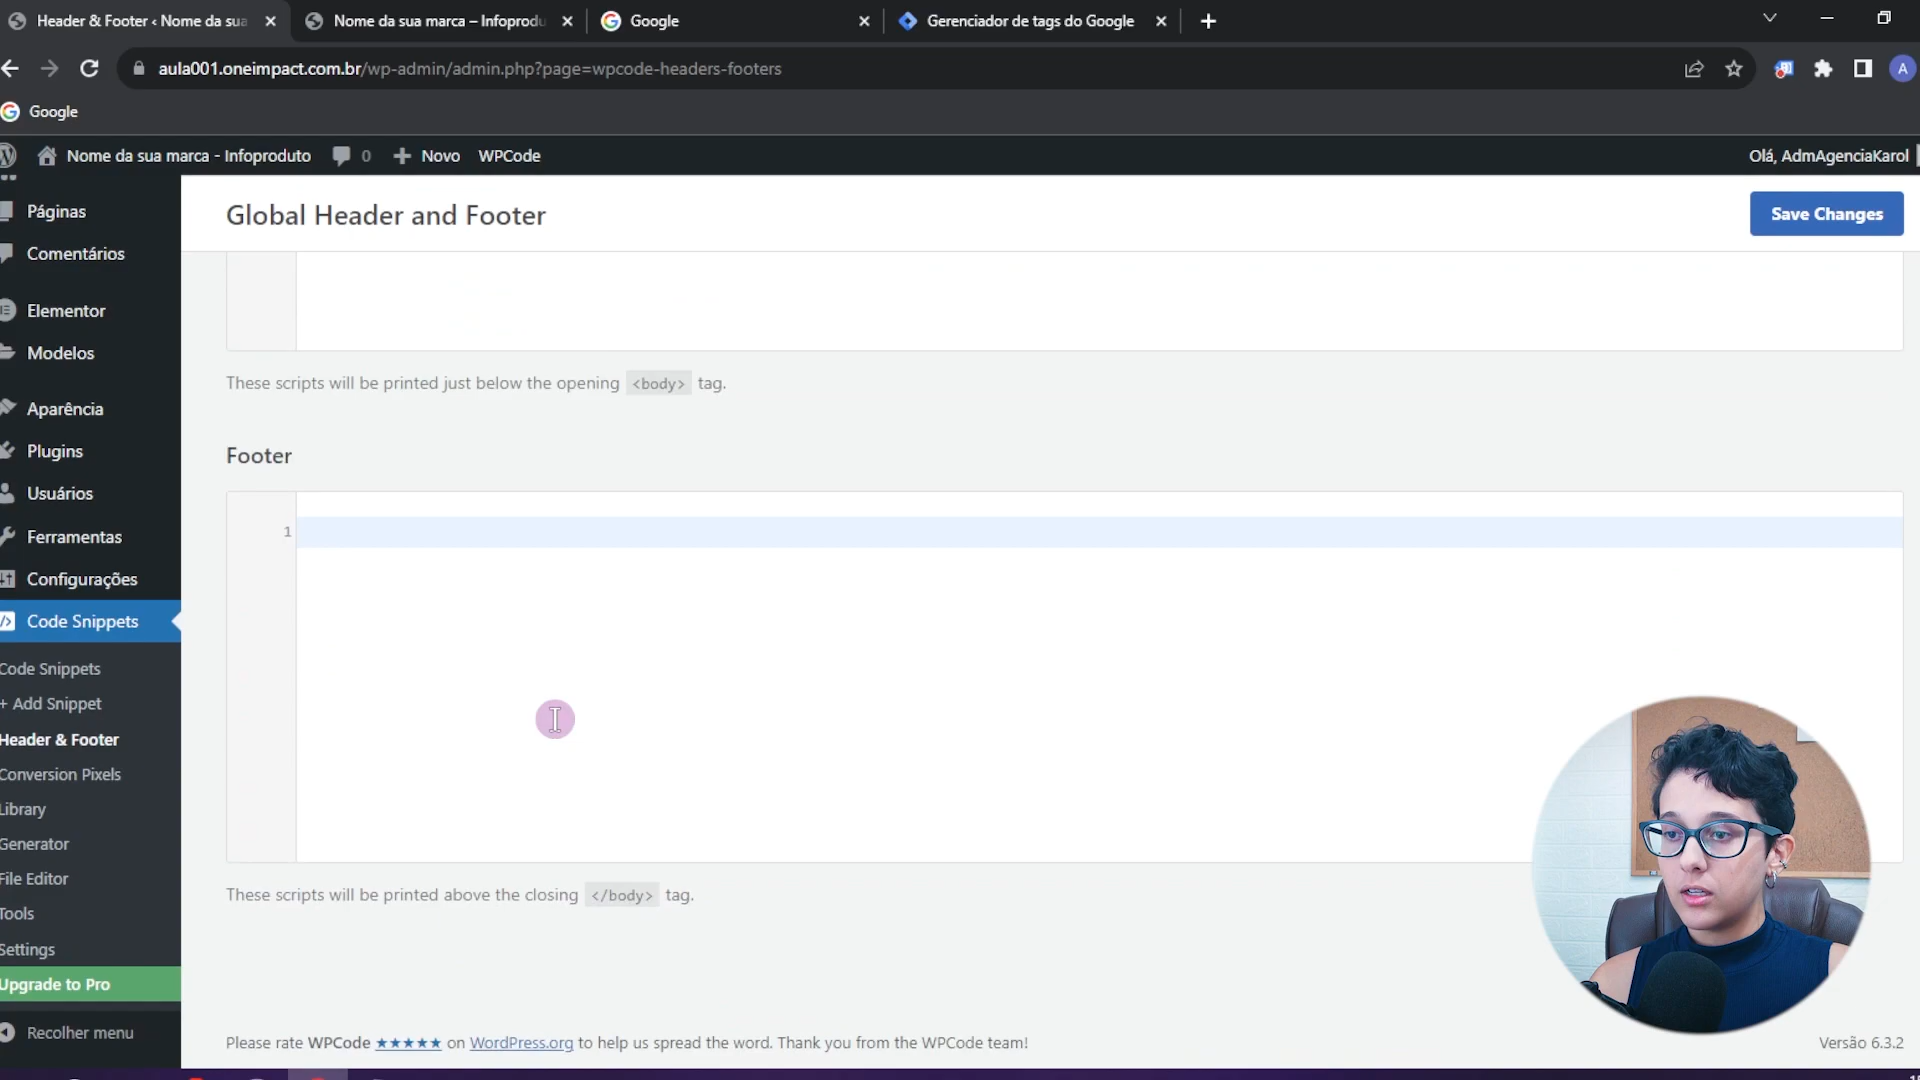 Header & Footer ‹ Nome da sua
Nome da sua marca – Infoprodu
Google
Gerenciador de tags do Google
aula001.oneimpact.com.br/wp-admin/admin.php?page=wpcode-headers-footers
A
Google
Nome da sua marca - Infoproduto
0
Novo
WPCode
Olá, AdmAgenciaKarol
Páginas
Comentários
Elementor
Modelos
Aparência
Plugins
Usuários
Ferramentas
Configurações
Code Snippets
Code Snippets
+ Add Snippet
Header & Footer
Conversion Pixels
Library
Generator
File Editor
Tools
Settings
Upgrade to Pro
Recolher menu
Global Header and Footer
Save Changes
These scripts will be printed just below the opening <body> tag.
Footer
1
These scripts will be printed above the closing </body> tag.
Please rate WPCode ★★★★★ on WordPress.org to help us spread the word. Thank you from the WPCode team!
Versão 6.3.2